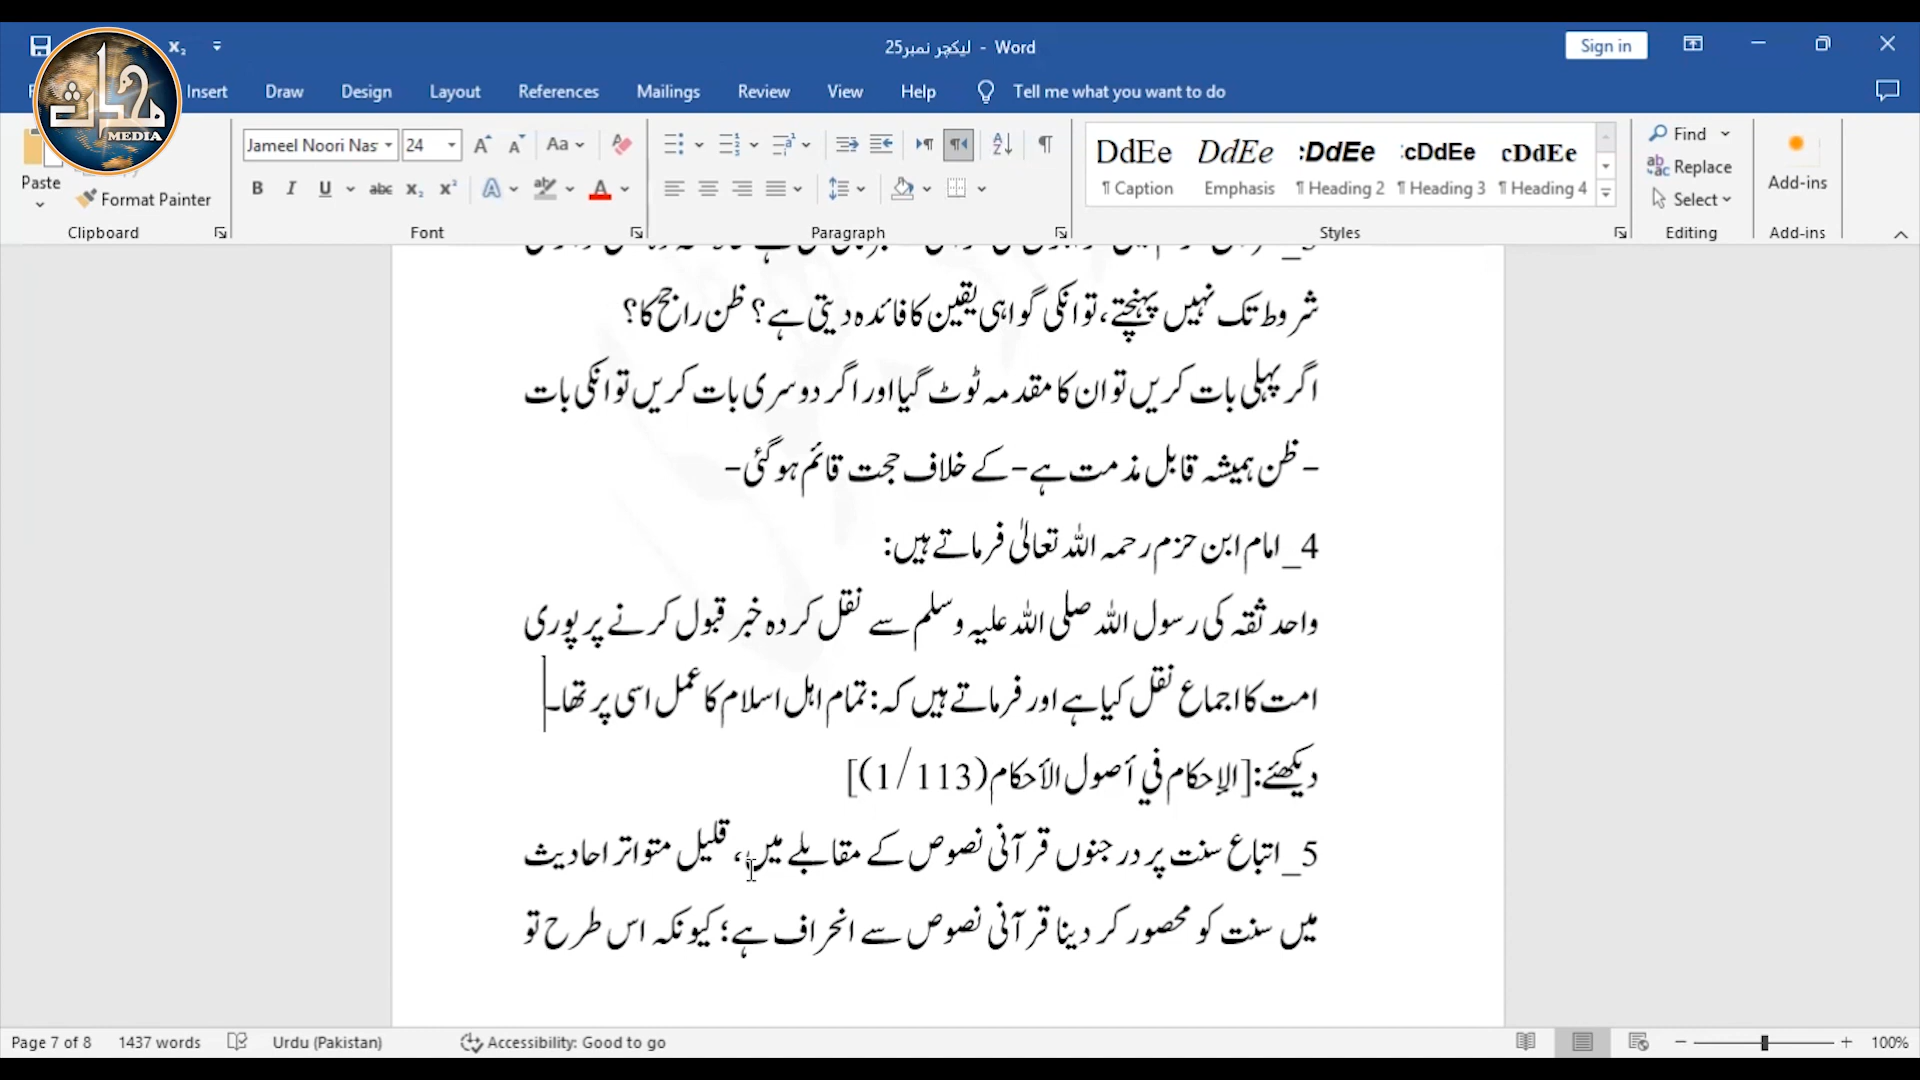 لیکچر نمبر25 - Word
Sign in
Insert Draw Design Layout References Mailings Review View Help Tell me what you want to do
MEDIA
Jameel Noori Nas 24
Paste
Format Painter
Clipboard Font Paragraph Styles Editing Add-ins
DdEe DdEe :DdEe :cDdEe cDdEe
¶ Caption Emphasis ¶ Heading 2 ¶ Heading 3 ¶ Heading 4
Find
Replace
Select
Add-ins
شروط تک نہیں پہنچتے، تو انکی گواہی یقین کا فائدہ دیتی ہے؟ ظن راجح کا؟
اگر پہلی بات کریں تو ان کا مقدمہ ٹوٹ گیا اور اگر دوسری بات کریں تو انکی بات
-ظن ہمیشہ قابل مذمت ہے- کے خلاف حجت قائم ہو گئی-
4_امام ابن حزم رحمہ اللہ تعالیٰ فرماتے ہیں:
واحد ثقہ کی رسول اللہ صلی اللہ علیہ وسلم سے نقل کردہ خبر قبول کرنے پر پوری
امت کا اجماع نقل کیا ہے اور فرماتے ہیں کہ: تمام اہل اسلام کا عمل اسی پر تھا۔
دیکھئے: [الإحكام في أصول الأحكام (1/113)]
5_اتباع سنت پر درجنوں قرآنی نصوص کے مقابلے میں، قلیل متواتر احادیث
میں سنت کو محصور کر دینا قرآنی نصوص سے انحراف ہے؛ کیونکہ اس طرح تو
Page 7 of 8 1437 words Urdu (Pakistan) Accessibility: Good to go 100%